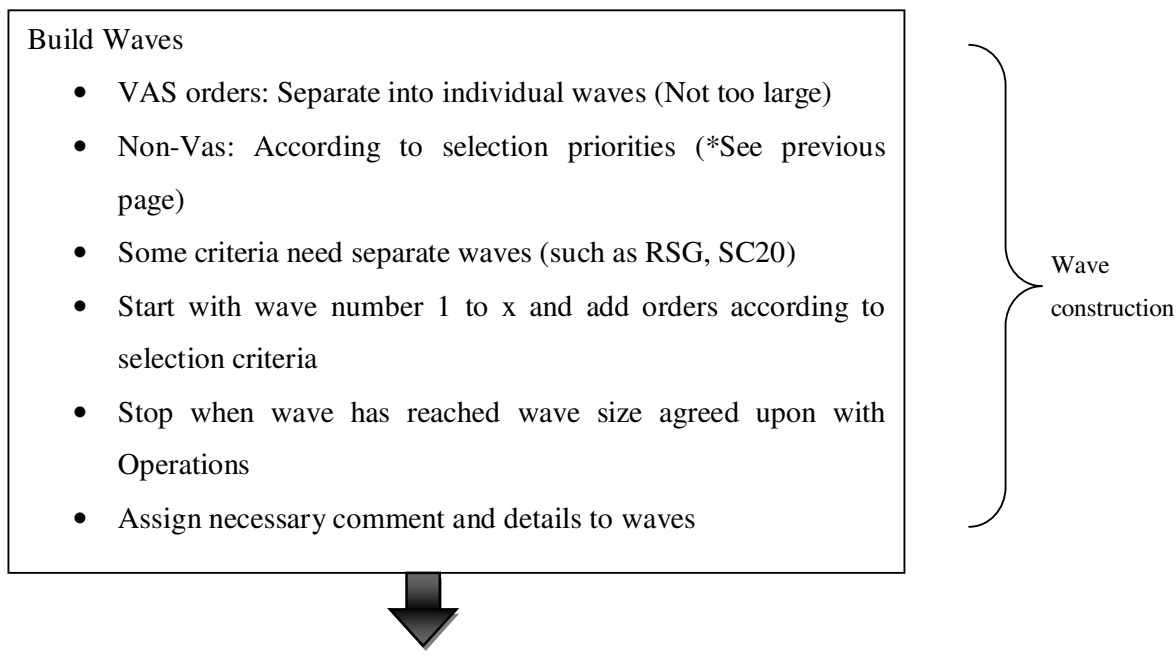 Build Waves
• VAS orders: Separate into individual waves (Not too large)
• Non-Vas: According to selection priorities (*See previous
page)
• Some criteria need separate waves (such as RSG, SC20)
• Start with wave number 1 to x and add orders according to
selection criteria
• Stop when wave has reached wave size agreed upon with
Operations
• Assign necessary comment and details to waves
Wave
construction